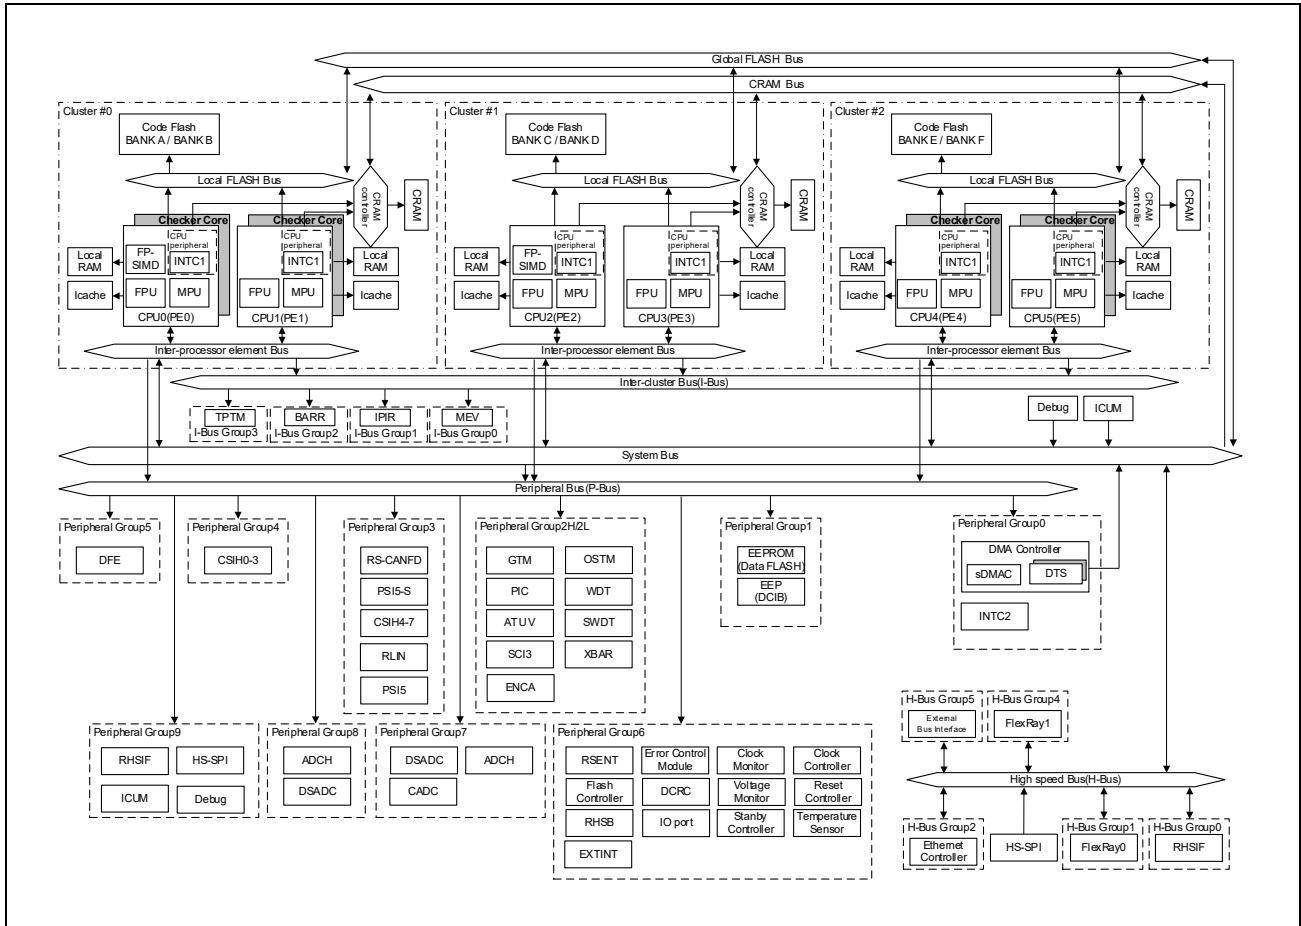 Global FLASH Bus
CRAM Bus
Cluster #0
Code Flash
BANK A / BANK B
Local FLASH Bus
CRAM
controller
CRAM
Checker Core
Checker Core
CPU
peripheral
CPU
peripheral
FP-
SIMD
INTC1
INTC1
Local
RAM
Local
RAM
Icache
FPU
MPU
FPU
MPU
Icache
CPU0(PE0)
CPU1(PE1)
Inter-processor element Bus
Cluster #1
Code Flash
BANK C / BANK D
Local FLASH Bus
CRAM
controller
CRAM
CPU
peripheral
CPU
peripheral
FP-
SIMD
INTC1
INTC1
Local
RAM
Local
RAM
Icache
FPU
MPU
FPU
MPU
Icache
CPU2(PE2)
CPU3(PE3)
Inter-processor element Bus
Cluster #2
Code Flash
BANK E / BANK F
Local FLASH Bus
CRAM
controller
CRAM
Checker Core
Checker Core
CPU
peripheral
CPU
peripheral
INTC1
INTC1
Local
RAM
Local
RAM
Icache
FPU
MPU
FPU
MPU
Icache
CPU4(PE4)
CPU5(PE5)
Inter-processor element Bus
Inter-cluster Bus(I-Bus)
TPTM
I-Bus Group3
BARR
I-Bus Group2
IPIR
I-Bus Group1
MEV
I-Bus Group0
Debug
ICUM
System Bus
Peripheral Bus(P-Bus)
Peripheral Group5
DFE
Peripheral Group4
CSIH0-3
Peripheral Group3
RS-CANFD
PSI5-S
CSIH4-7
RLIN
PSI5
Peripheral Group2H/2L
GTM
OSTM
PIC
WDT
ATUV
SWDT
SCI3
XBAR
ENCA
Peripheral Group1
EEPROM
(Data FLASH)
EEP
(DCIB)
Peripheral Group0
DMA Controller
sDMAC
DTS
INTC2
Peripheral Group9
RHSIF
HS-SPI
ICUM
Debug
Peripheral Group8
ADCH
DSADC
Peripheral Group7
DSADC
ADCH
CADC
Peripheral Group6
RSENT
Error Control
Module
Clock
Monitor
Clock
Controller
Flash
Controller
DCRC
Voltage
Monitor
Reset
Controller
RHSB
IO port
Stanby
Controller
Temperature
Sensor
EXTINT
H-Bus Group5
External
Bus Interface
H-Bus Group4
FlexRay1
High speed Bus(H-Bus)
H-Bus Group2
Ethernet
Controller
HS-SPI
H-Bus Group1
FlexRay0
H-Bus Group0
RHSIF